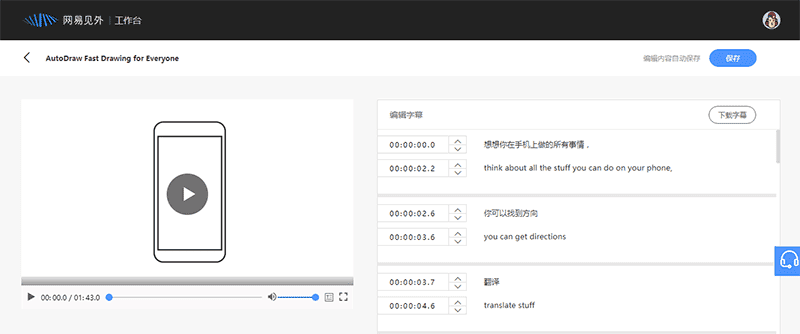 网易见外 | 工作台
AutoDraw Fast Drawing for Everyone
编辑内容自动保存
保存
编辑字幕
下载字幕
00:00:00.0
想想你在手机上做的所有事情，
00:00:02.2
think about all the stuff you can do on your phone,
00:00:02.6
你可以找到方向
00:00:03.6
you can get directions
00:00:03.7
翻译
00:00:04.6
translate stuff
00:00.0 / 01:43.0